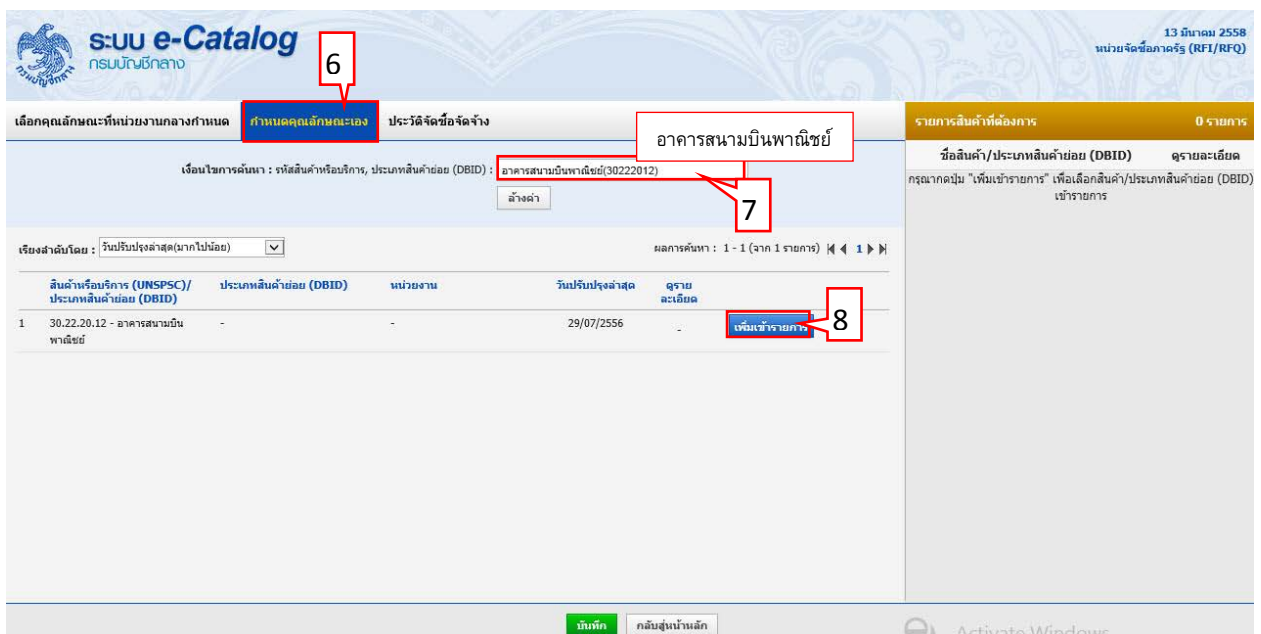 ระบบ e-Catalog
กรมบัญชีกลาง
13 มีนาคม 2558
หน่วยจัดซื้อภาครัฐ (RFI/RFQ)
6
เลือกคุณลักษณะที่หน่วยงานกลางกำหนด กำหนดคุณลักษณะเอง ประวัติจัดซื้อจัดจ้าง
อาคารสนามบินพาณิชย์
รายการสินค้าที่ต้องการ 0 รายการ
ชื่อสินค้า/ประเภทสินค้าย่อย (DBID) ดูรายละเอียด
กรุณากดปุ่ม "เพิ่มเข้ารายการ" เพื่อเลือกสินค้า/ประเภทสินค้าย่อย (DBID)
เข้ารายการ
เงื่อนไขการค้นหา : รหัสสินค้าหรือบริการ, ประเภทสินค้าย่อย (DBID) : อาคารสนามบินพาณิชย์(30222012)
ล้างค่า
7
เรียงลำดับโดย : วันปรับปรุงล่าสุด(มากไปน้อย) ผลการค้นหา : 1 - 1 (จาก 1 รายการ) 1
สินค้าหรือบริการ (UNSPSC)/ ประเภทสินค้าย่อย (DBID) หน่วยงาน วันปรับปรุงล่าสุด ดูราย
ประเภทสินค้าย่อย (DBID) ละเอียด
1 30.22.20.12 - อาคารสนามบิน - - 29/07/2556 - เพิ่มเข้ารายการ 8
พาณิชย์
บันทึก กลับสู่หน้าหลัก
Activate Windows